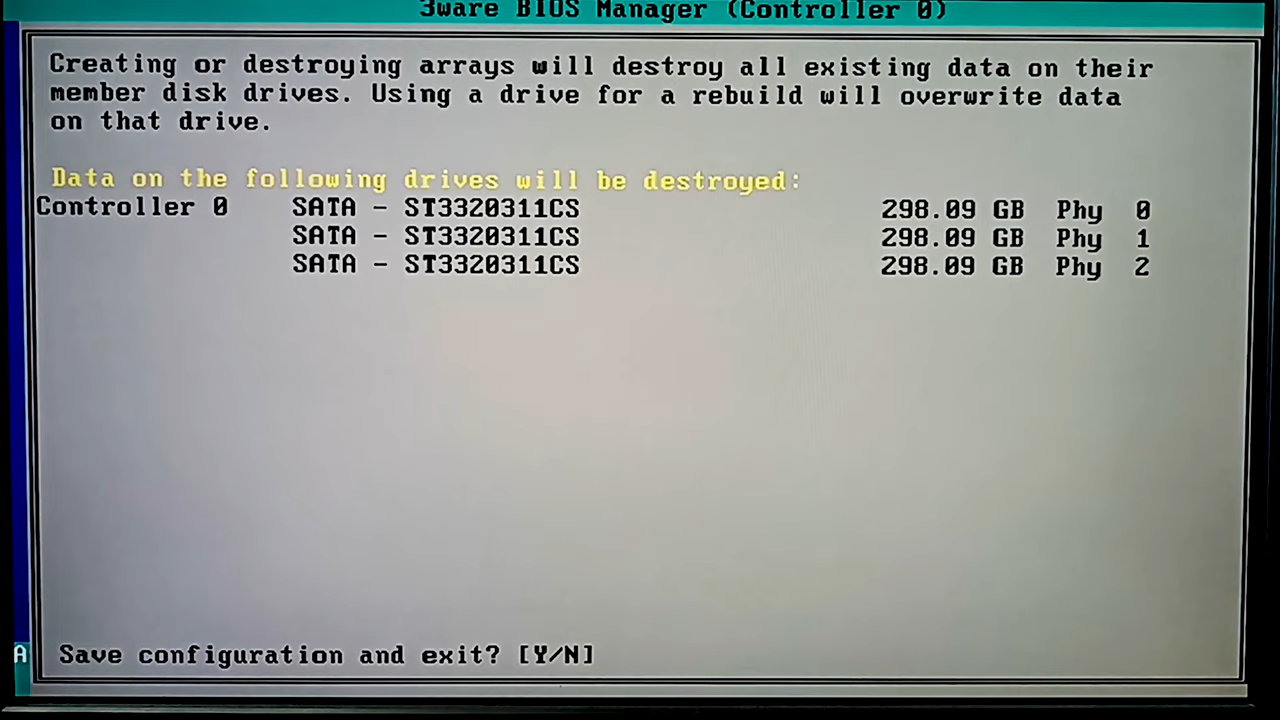 3ware BIOS Manager (Controller 0)
Creating or destroying arrays will destroy all existing data on their
member disk drives. Using a drive for a rebuild will overwrite data
on that drive.
Data on the following drives will be destroyed:
Controller 0 SATA - ST3320311CS 298.09 GB Phy 0
SATA - ST3320311CS 298.09 GB Phy 1
SATA - ST3320311CS 298.09 GB Phy 2
A
Save configuration and exit? [Y/N]